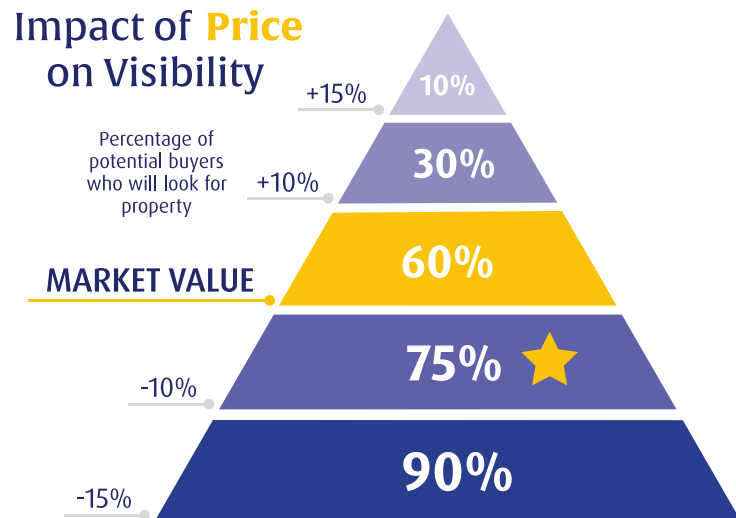 Impact of Price
on Visibility
Percentage of
potential buyers
who will look for
property
+15%
10%
+10%
30%
MARKET VALUE
60%
-10%
75%
-15%
90%